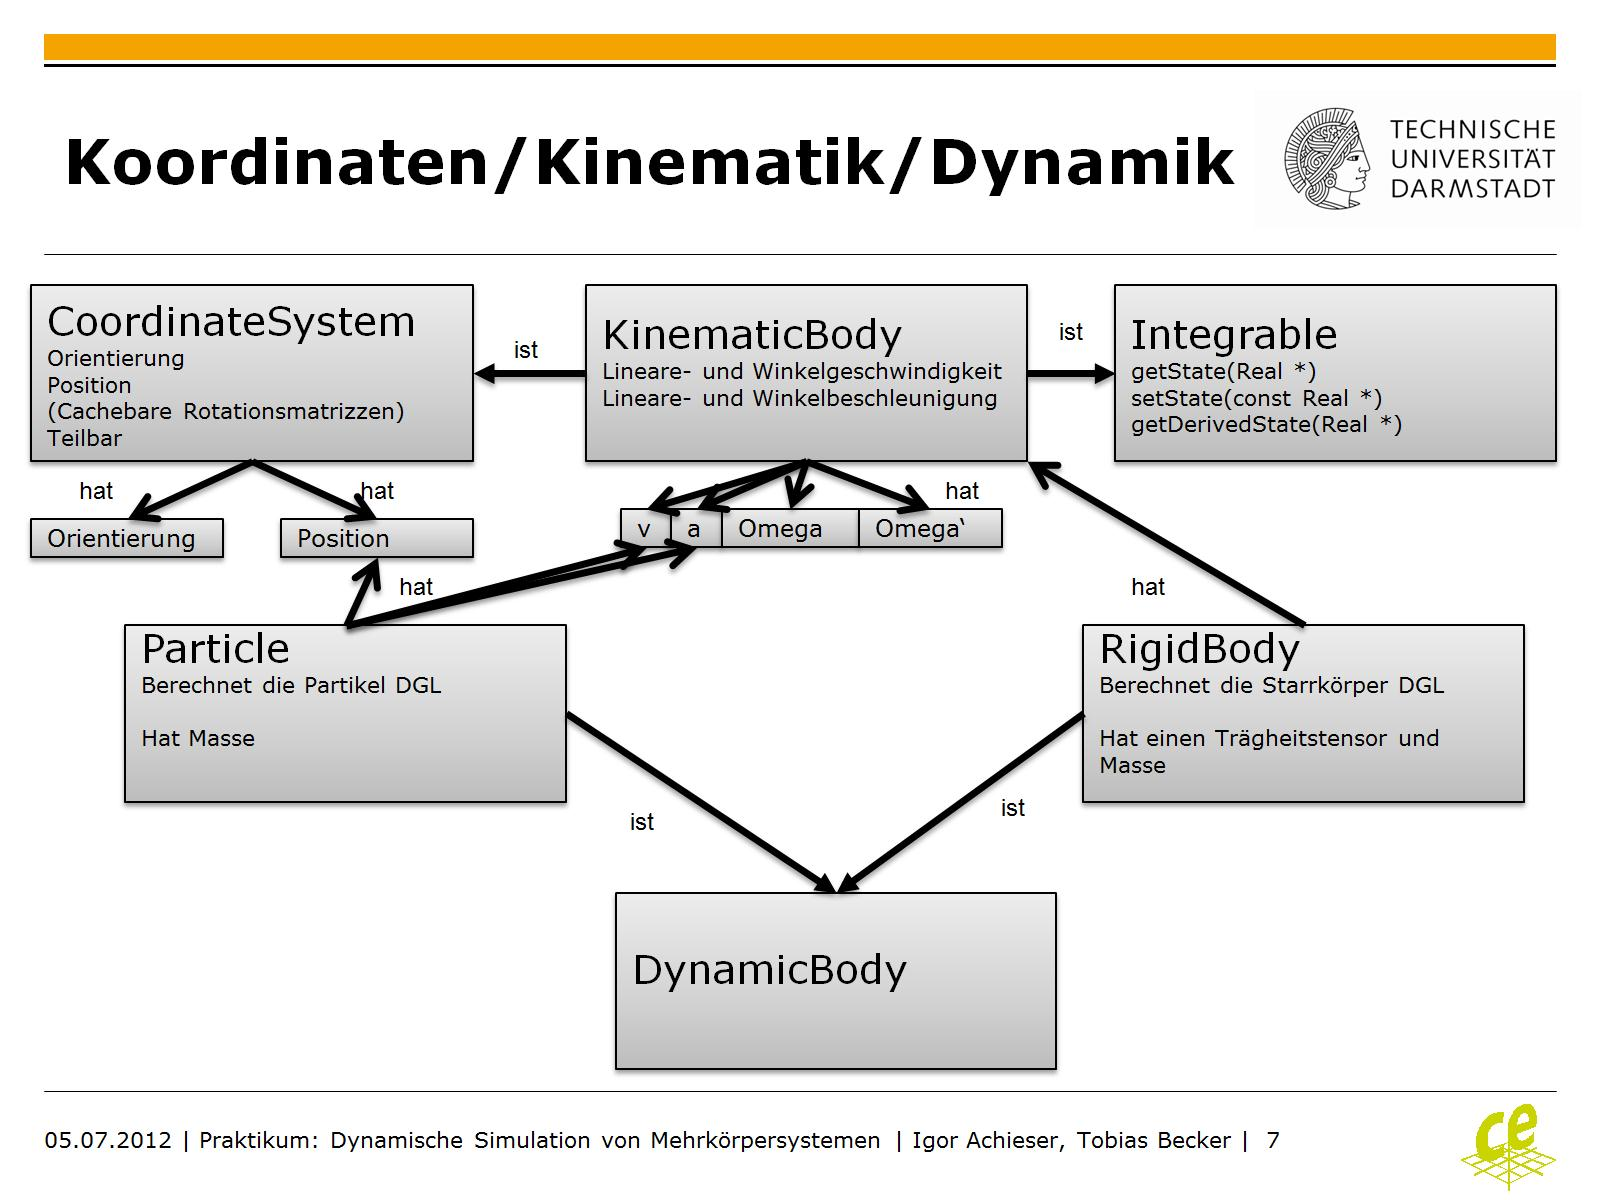 Koordinaten/Kinematik/Dynamik
TECHNISCHE
UNIVERSITÄT
DARMSTADT
CoordinateSystem
Orientierung
Position
(Cachebare Rotationsmatrizzen)
Teilbar
ist
KinematicBody
Lineare- und Winkelgeschwindigkeit
Lineare- und Winkelbeschleunigung
ist
Integrable
getState(Real *)
setState(const Real *)
getDerivedState(Real *)
hat
hat
hat
Orientierung
Position
v
a
Omega
Omega‘
hat
hat
Particle
Berechnet die Partikel DGL
Hat Masse
RigidBody
Berechnet die Starrkörper DGL
Hat einen Trägheitstensor und
Masse
ist
ist
DynamicBody
05.07.2012 | Praktikum: Dynamische Simulation von Mehrkörpersystemen | Igor Achieser, Tobias Becker | 7
ce